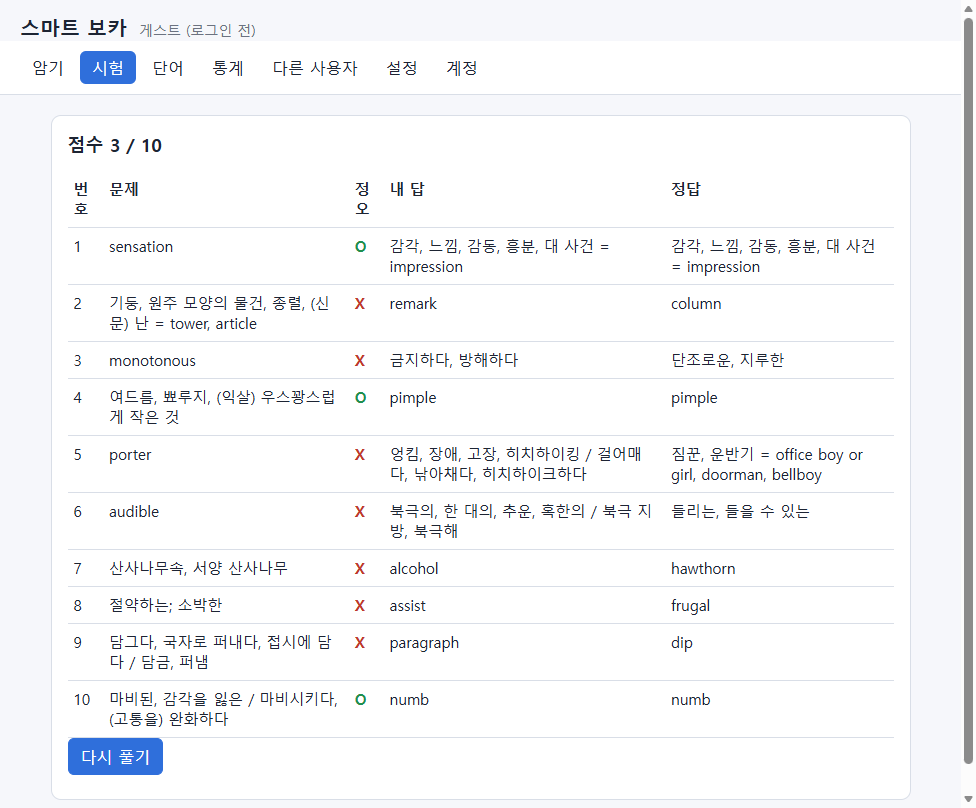 스마트 보카 게스트 (로그인 전)
암기 시험 단어 통계 다른 사용자 설정 계정
점수 3 / 10
번호 문제 정오 내 답 정답
1 sensation O 감각, 느낌, 감동, 흥분, 대 사건 = impression 감각, 느낌, 감동, 흥분, 대 사건 = impression
2 기둥, 원주 모양의 물건, 종렬, (신문) 난 = tower, article X remark column
3 monotonous X 금지하다, 방해하다 단조로운, 지루한
4 여드름, 뾰루지, (익살) 우스꽝스럽게 작은 것 O pimple pimple
5 porter X 엉킴, 장애, 고장, 히치하이킹 / 걸어매다, 낚아채다, 히치하이크하다 짐꾼, 운반기 = office boy or girl, doorman, bellboy
6 audible X 북극의, 한 대의, 추운, 혹한의 / 북극 지방, 북극해 들리는, 들을 수 있는
7 산사나무속, 서양 산사나무 X alcohol hawthorn
8 절약하는; 소박한 X assist frugal
9 담그다, 국자로 퍼내다, 접시에 담다 / 담금, 퍼냄 X paragraph dip
10 마비된, 감각을 잃은 / 마비시키다, (고통을) 완화하다 O numb numb
다시 풀기